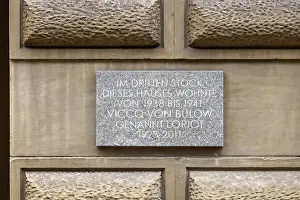 IM DRITTEN STOCK
DIESES HAUSES WOHNTE
VON 1938 BIS 1941
VICCO VON BÜLOW
GENANNT LORIOT
1923-2011